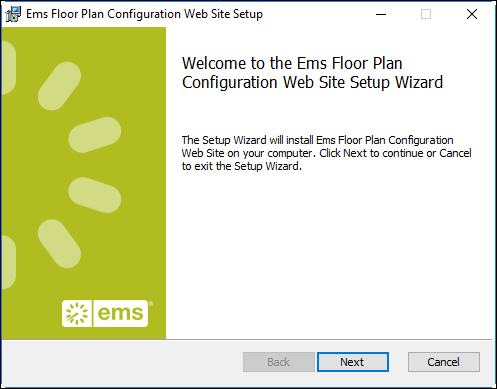 Ems Floor Plan Configuration Web Site Setup
Welcome to the Ems Floor Plan
Configuration Web Site Setup Wizard
The Setup Wizard will install Ems Floor Plan Configuration
Web Site on your computer. Click Next to continue or Cancel
to exit the Setup Wizard.
ems®
Back
Next
Cancel